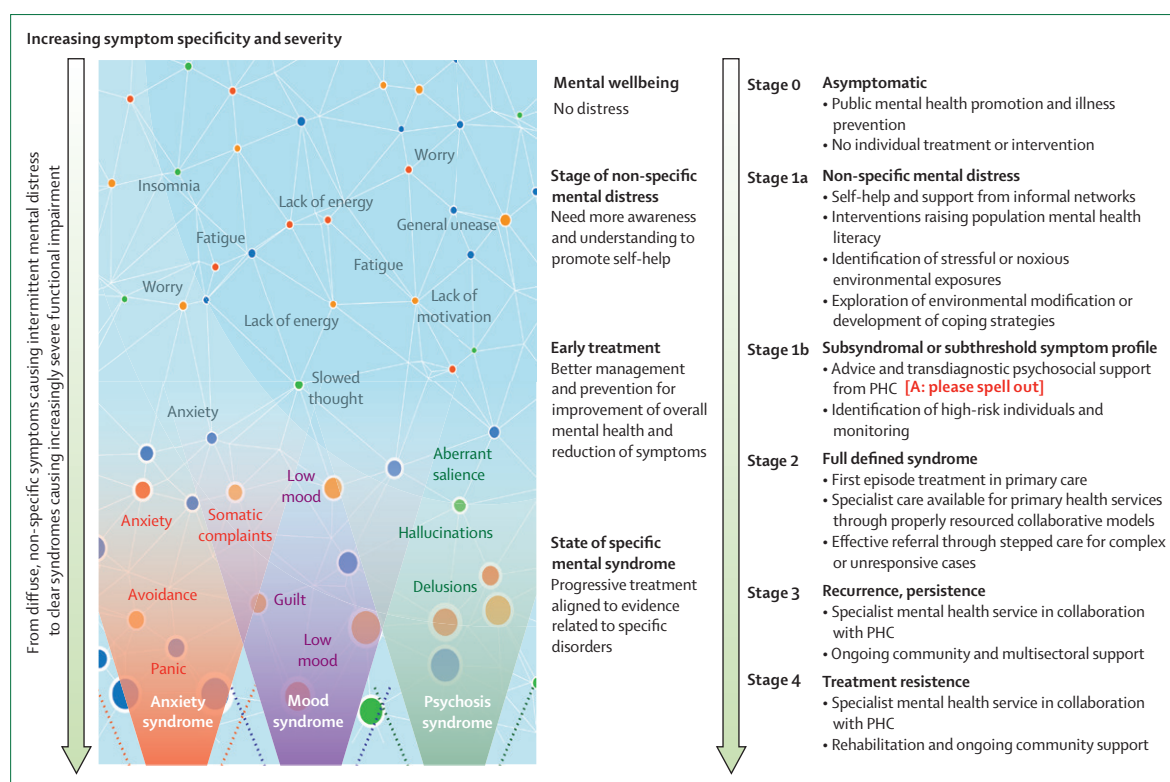 Increasing symptom specificity and severity
From diffuse, non-specific symptoms causing intermittent mental distress
to clear syndromes causing increasingly severe functional impairment
Worry
Insomnia
Lack of energy
General unease
Fatigue
Fatigue
Worry
Lack of
motivation
Lack of energy
Slowed
thought
Anxiety
Aberrant
salience
Low
mood
Anxiety
Somatic
complaints
Hallucinations
Avoidance
Guilt
Delusions
Low
mood
Panic
Anxiety
syndrome
Mood
syndrome
Psychosis
syndrome
Mental wellbeing
No distress
Stage of non-specific
mental distress
Need more awareness
and understanding to
promote self-help
Early treatment
Better management
and prevention for
improvement of overall
mental health and
reduction of symptoms
State of specific
mental syndrome
Progressive treatment
aligned to evidence
related to specific
disorders
Stage 0 Asymptomatic
• Public mental health promotion and illness
prevention
• No individual treatment or intervention
Stage 1a Non-specific mental distress
• Self-help and support from informal networks
• Interventions raising population mental health
literacy
• Identification of stressful or noxious
environmental exposures
• Exploration of environmental modification or
development of coping strategies
Stage 1b Subsyndromal or subthreshold symptom profile
• Advice and transdiagnostic psychosocial support
from PHC [A: please spell out]
• Identification of high-risk individuals and
monitoring
Stage 2 Full defined syndrome
• First episode treatment in primary care
• Specialist care available for primary health services
through properly resourced collaborative models
• Effective referral through stepped care for complex
or unresponsive cases
Stage 3 Recurrence, persistence
• Specialist mental health service in collaboration
with PHC
• Ongoing community and multisectoral support
Stage 4 Treatment resistence
• Specialist mental health service in collaboration
with PHC
• Rehabilitation and ongoing community support